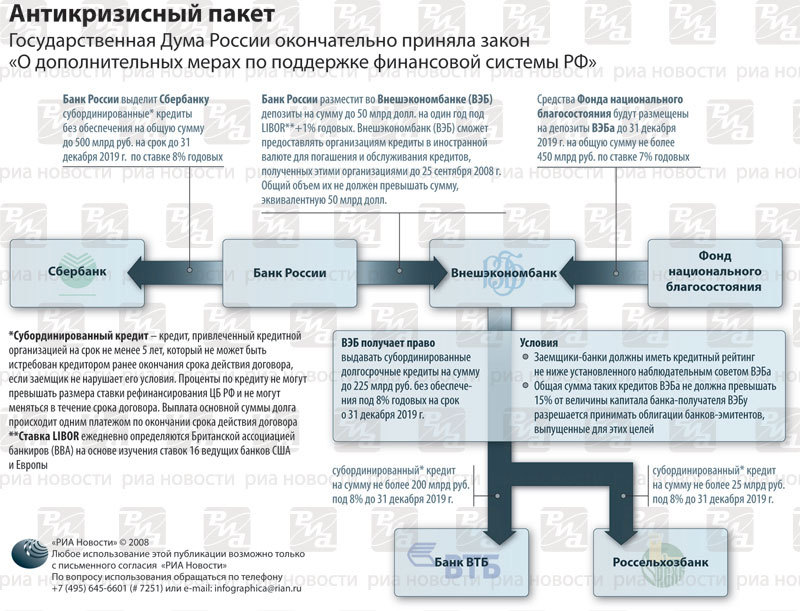 Антикризисный пакет
Государственная Дума России окончательно приняла закон
«О дополнительных мерах по поддержке финансовой системы РФ»
Банк России выделит Сбербанку
субординированные* кредиты
без обеспечения на общую сумму
до 500 млрд руб. на срок до 31
декабря 2019 г. по ставке 8% годовых
Банк России разместит во Внешэкономбанке (ВЭБ)
депозиты на сумму до 50 млрд долл. на один год под
LIBOR**+1% годовых. Внешэкономбанк (ВЭБ) сможет
предоставлять организациям кредиты в иностранной
валюте для погашения и обслуживания кредитов,
полученных этими организациями до 25 сентября 2008 г.
Общий объем их не должен превышать сумму,
эквивалентную 50 млрд долл.
Средства Фонда национального
благосостояния будут размещены
на депозиты ВЭБа до 31 декабря
2019 г. на общую сумму не более
450 млрд руб. по ставке 7% годовых
Сбербанк
Банк России
Внешэкономбанк
ВЭБ
Фонд
национального
благосостояния
*Субординированный кредит – кредит, привлеченный кредитной
организацией на срок не менее 5 лет, который не может быть
истребован кредитором ранее окончания срока действия договора,
если заемщик не нарушает его условия. Проценты по кредиту не могут
превышать размера ставки рефинансирования ЦБ РФ и не могут
меняться в течение срока договора. Выплата основной суммы долга
происходит одним платежом по окончании срока действия договора
**Ставка LIBOR ежедневно определяются Британской ассоциацией
банкиров (BBA) на основе изучения ставок 16 ведущих банков США
и Европы
ВЭБ получает право
выдавать субординированные
долгосрочные кредиты на сумму
до 225 млрд руб. без обеспече-
ния под 8% годовых на срок
о 31 декабря 2019 г.
Условия
• Заемщики-банки должны иметь кредитный рейтинг
не ниже установленного наблюдательным советом ВЭБа
• Общая сумма таких кредитов ВЭБа не должна превышать
15% от величины капитала банка-получателя ВЭБу
разрешается принимать облигации банков-эмитентов,
выпущенные для этих целей
субординированный* кредит
на сумму не более 200 млрд руб.
под 8% до 31 декабря 2019 г.
субординированный* кредит
на сумму не более 25 млрд руб.
под 8% до 31 декабря 2019 г.
Банк ВТБ
ВТБ
Россельхозбанк
«РИА Новости» © 2008
Любое использование этой публикации возможно только
с письменного согласия «РИА Новости»
По вопросу использования обращаться по телефону
+7 (495) 645-6601 (# 7251) или e-mail: infographica@rian.ru
риа новости